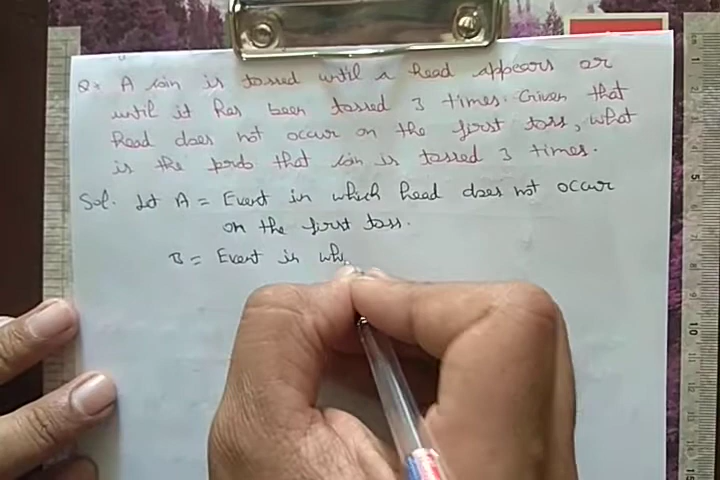 Q: A coin is tossed until a head appears or
until it has been tossed 3 times. Given that
head does not occur on the first toss, what
is the prob that coin is tossed 3 times.
Sol. Let A = Event in which head does not occur
on the first toss.
B = Event in whi